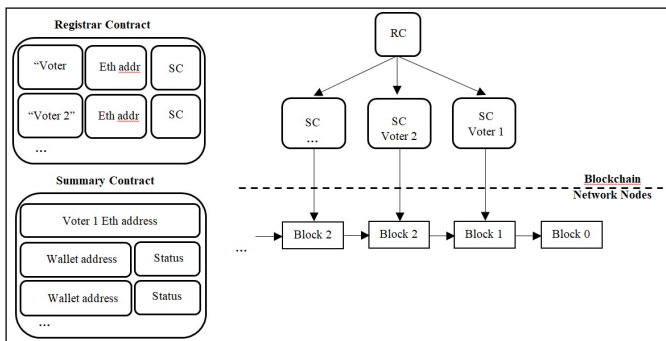 Registrar Contract
“Voter
Eth addr
SC
“Voter 2”
Eth addr
SC
...
Summary Contract
Voter 1 Eth address
Wallet address
Status
Wallet address
Status
...
RC
SC
...
SC
Voter 2
SC
Voter 1
Blockchain
Network Nodes
...
Block 2
Block 2
Block 1
Block 0